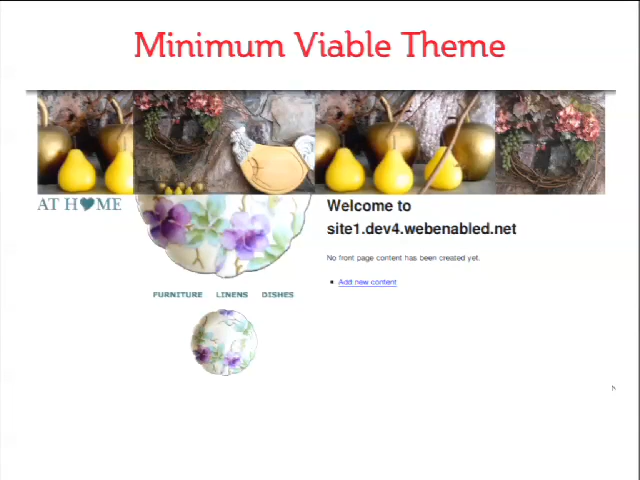 Minimum Viable Theme
AT H♥ME
Welcome to
site1.dev4.webenabled.net
No front page content has been created yet.
Add new content
FURNITURE LINENS DISHES